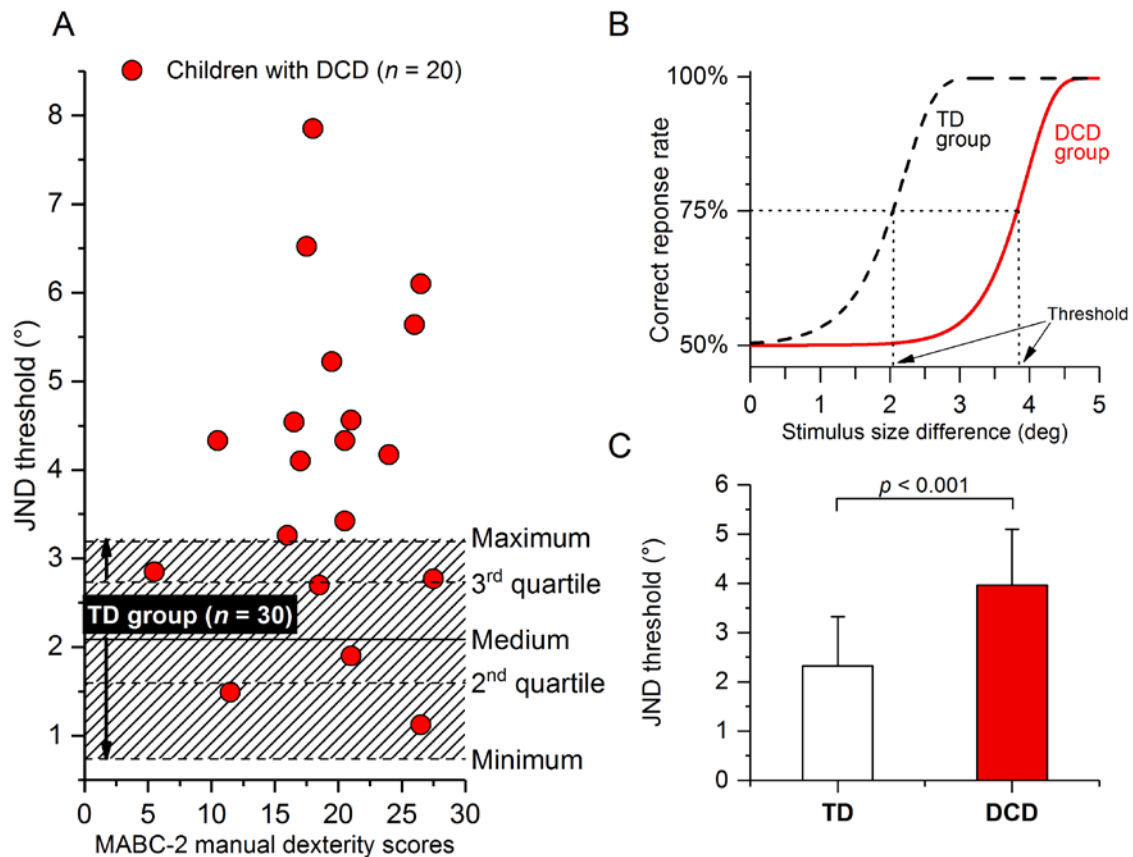 A
Children with DCD (n = 20)
8
7
6
5
4
3
2
1
JND threshold (°)
Maximum
3rd quartile
TD group (n = 30)
Medium
2nd quartile
Minimum
0 5 10 15 20 25 30
MABC-2 manual dexterity scores
B
100%
75%
50%
Correct reponse rate
TD
group
DCD
group
Threshold
0 1 2 3 4 5
Stimulus size difference (deg)
C
p < 0.001
6
5
4
3
2
1
0
JND threshold (°)
TD DCD